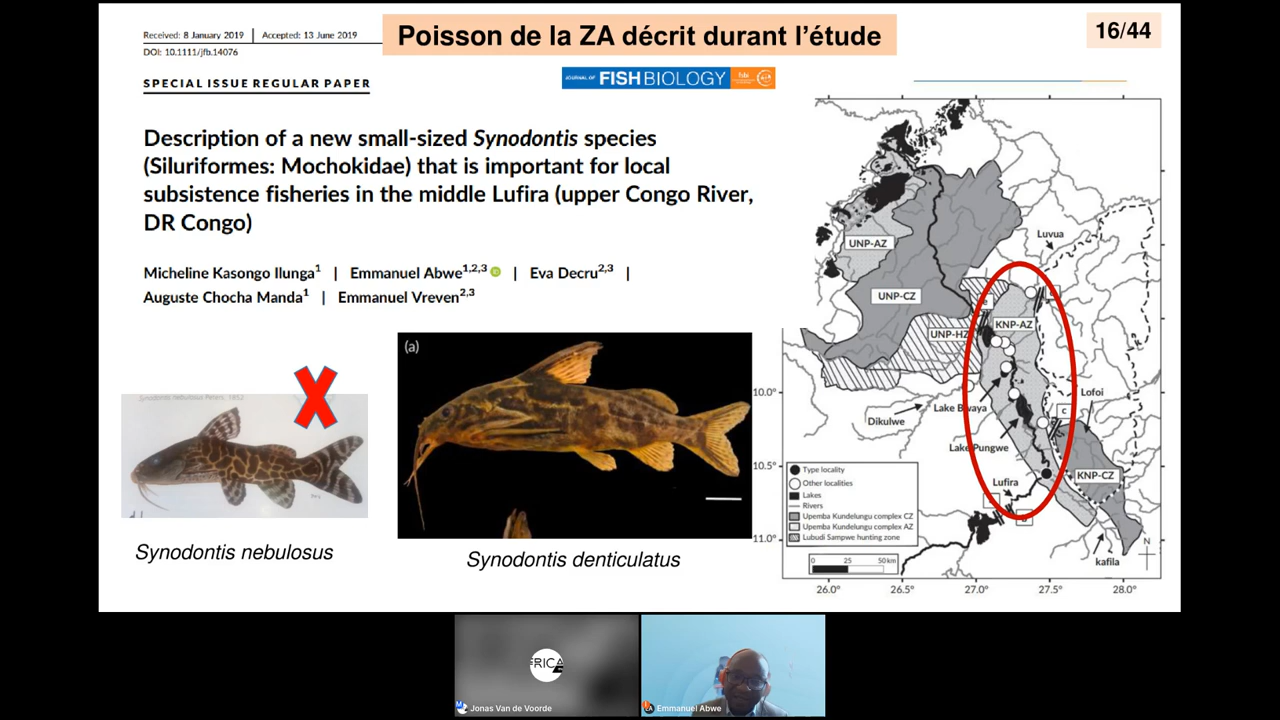 Received: 8 January 2019 | Accepted: 13 June 2019
DOI: 10.1111/jfb.14076
Poisson de la ZA décrit durant l'étude
16/44
SPECIAL ISSUE REGULAR PAPER
JOURNAL OF FISH BIOLOGY
Description of a new small-sized Synodontis species
(Siluriformes: Mochokidae) that is important for local
subsistence fisheries in the middle Lufira (upper Congo River,
DR Congo)
Micheline Kasongo Ilunga1 | Emmanuel Abwe1,2,3 | Eva Decru2,3 |
Auguste Chocha Manda1 | Emmanuel Vreven2,3
Synodontis nebulosus Peters, 1852
Synodontis nebulosus
(a)
Synodontis denticulatus
Luvua
UNP-AZ
UNP-CZ
KNP-AZ
UNP-HZ
10.0°
Lofoi
Lake Bwaya
c
Dikulwe
Lake Pungwe
10.5°
KNP-CZ
Lufira
Type locality
Other localities
Lakes
Rivers
Upemba Kundelungu complex CZ
Upemba Kundelungu complex AZ
Lubudi Sampwe hunting zone
11.0°
N
kafila
0 25 50 km
26.0° 26.5° 27.0° 27.5° 28.0°
FRICA
Jonas Van de Voorde
Emmanuel Abwe